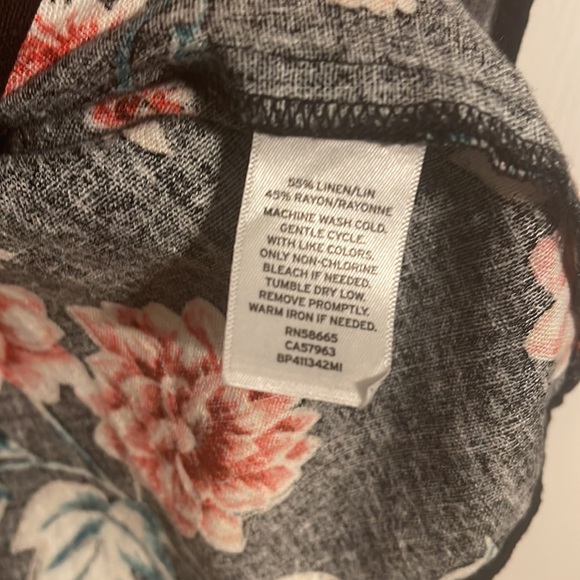 55% LINEN/LIN
45% RAYON/RAYONNE
MACHINE WASH COLD.
GENTLE CYCLE.
WITH LIKE COLORS.
ONLY NON-CHLORINE
BLEACH IF NEEDED.
TUMBLE DRY LOW.
REMOVE PROMPTLY.
WARM IRON IF NEEDED.
RN58665
CA57963
BP411342MI